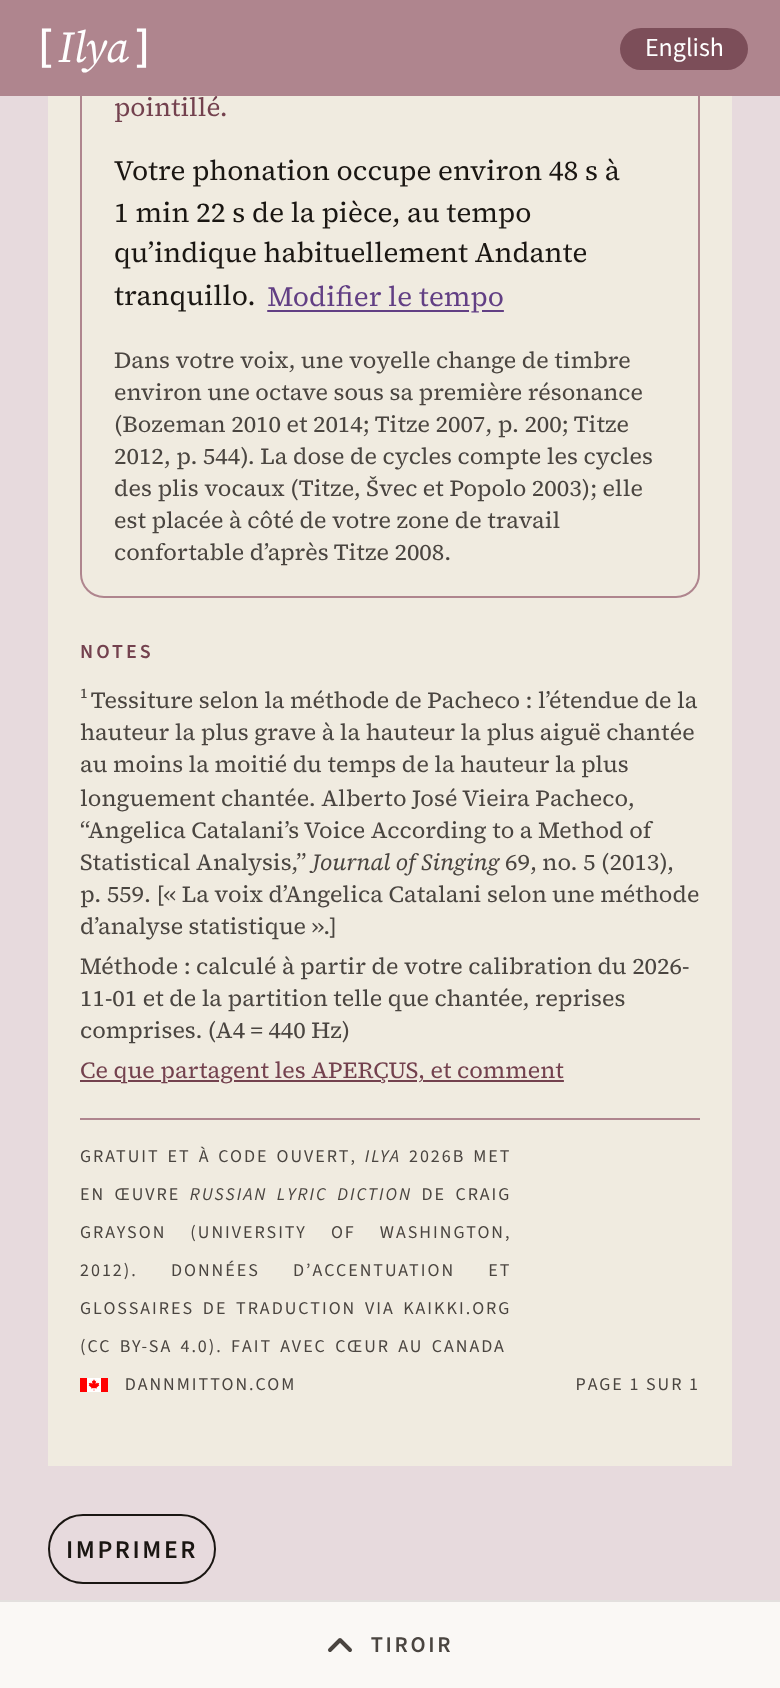 [Ilya]
English
pointillé.
Votre phonation occupe environ 48 s à
1 min 22 s de la pièce, au tempo
qu’indique habituellement Andante
tranquillo. Modifier le tempo
Dans votre voix, une voyelle change de timbre
environ une octave sous sa première résonance
(Bozeman 2010 et 2014; Titze 2007, p. 200; Titze
2012, p. 544). La dose de cycles compte les cycles
des plis vocaux (Titze, Švec et Popolo 2003); elle
est placée à côté de votre zone de travail
confortable d’après Titze 2008.
NOTES
¹ Tessiture selon la méthode de Pacheco : l’étendue de la
hauteur la plus grave à la hauteur la plus aiguë chantée
au moins la moitié du temps de la hauteur la plus
longuement chantée. Alberto José Vieira Pacheco,
“Angelica Catalani’s Voice According to a Method of
Statistical Analysis,” Journal of Singing 69, no. 5 (2013),
p. 559. [« La voix d’Angelica Catalani selon une méthode
d’analyse statistique ».]
Méthode : calculé à partir de votre calibration du 2026-
11-01 et de la partition telle que chantée, reprises
comprises. (A4 = 440 Hz)
Ce que partagent les APERÇUS, et comment
GRATUIT ET À CODE OUVERT, ILYA 2026B MET
EN ŒUVRE RUSSIAN LYRIC DICTION DE CRAIG
GRAYSON (UNIVERSITY OF WASHINGTON,
2012). DONNÉES D’ACCENTUATION ET
GLOSSAIRES DE TRADUCTION VIA KAIKKI.ORG
(CC BY-SA 4.0). FAIT AVEC CŒUR AU CANADA
DANNMITTON.COM PAGE 1 SUR 1
IMPRIMER
TIROIR